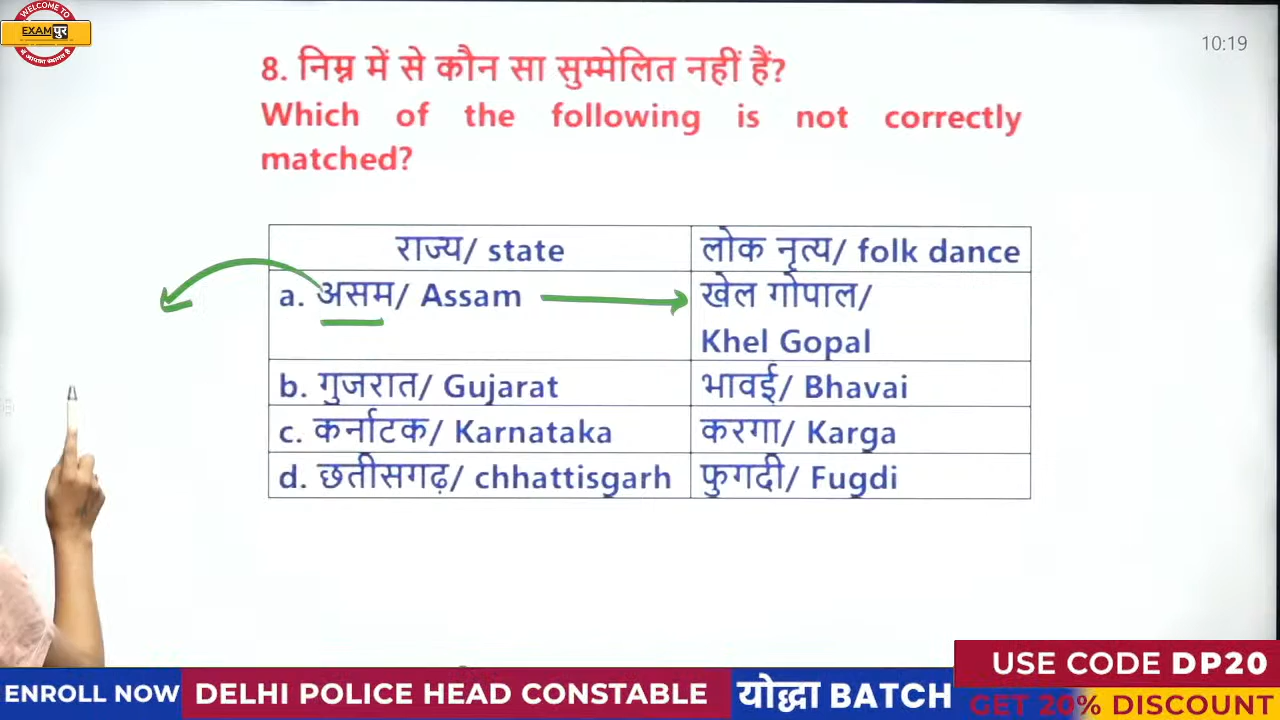 WELCOME TO
EXAMपुर
10:19
8. निम्न में से कौन सा सुम्मेलित नहीं हैं?
Which of the following is not correctly
matched?
राज्य/ state
लोक नृत्य/ folk dance
a. असम/ Assam
खेल गोपाल/
Khel Gopal
b. गुजरात/ Gujarat
भावई/ Bhavai
c. कर्नाटक/ Karnataka
करगा/ Karga
d. छतीसगढ़/ chhattisgarh
फुगदी/ Fugdi
ENROLL NOW
DELHI POLICE HEAD CONSTABLE
योद्धा BATCH
USE CODE DP20
GET 20% DISCOUNT